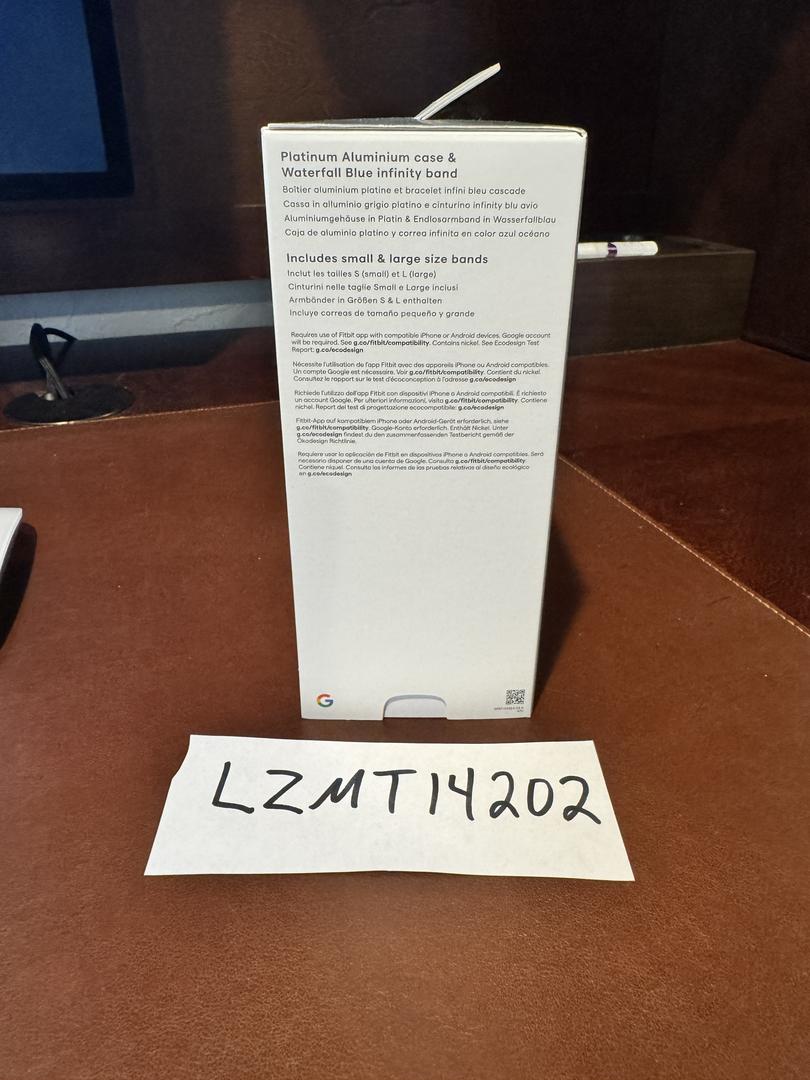 Platinum Aluminium case &
Waterfall Blue infinity band
Boîtier aluminium platine et bracelet infini bleu cascade
Cassa in alluminio grigio platino e cinturino infinity blu avio
Aluminiumgehäuse in Platin & Endlosarmband in Wasserfallblau
Caja de aluminio platino y correa infinita en color azul océano
Includes small & large size bands
Inclut les tailles S (small) et L (large)
Cinturini nelle taglie Small e Large inclusi
Armbänder in Größen S & L enthalten
Incluye correas de tamaño pequeño y grande
Requires use of Fitbit app with compatible iPhone or Android devices. Google account
will be required. See g.co/fitbit/compatibility. Contains nickel. See Ecodesign Test
Report: g.co/ecodesign
Nécessite l'utilisation de l'app Fitbit avec des appareils iPhone ou Android compatibles.
Un compte Google est nécessaire. Voir g.co/fitbit/compatibility. Contient du nickel.
Consultez le rapport sur le test d'écoconception à l'adresse g.co/ecodesign
Richiede l'utilizzo dell'app Fitbit con dispositivi iPhone o Android compatibili. È richiesto
un account Google. Per ulteriori informazioni, visita g.co/fitbit/compatibility. Contiene
nichel. Report del test di progettazione ecocompatibile: g.co/ecodesign
Fitbit-App auf kompatiblem iPhone oder Android-Gerät erforderlich, siehe
g.co/fitbit/compatibility. Google-Konto erforderlich. Enthält Nickel. Unter
g.co/ecodesign findest du den zusammenfassenden Testbericht gemäß der
Ökodesign Richtlinie.
Requiere usar la aplicación de Fitbit en dispositivos iPhone o Android compatibles. Será
necesario disponer de una cuenta de Google. Consulta g.co/fitbit/compatibility.
Contiene níquel. Consulta los informes de las pruebas relativas al diseño ecológico
en g.co/ecodesign
G
LZMT14202